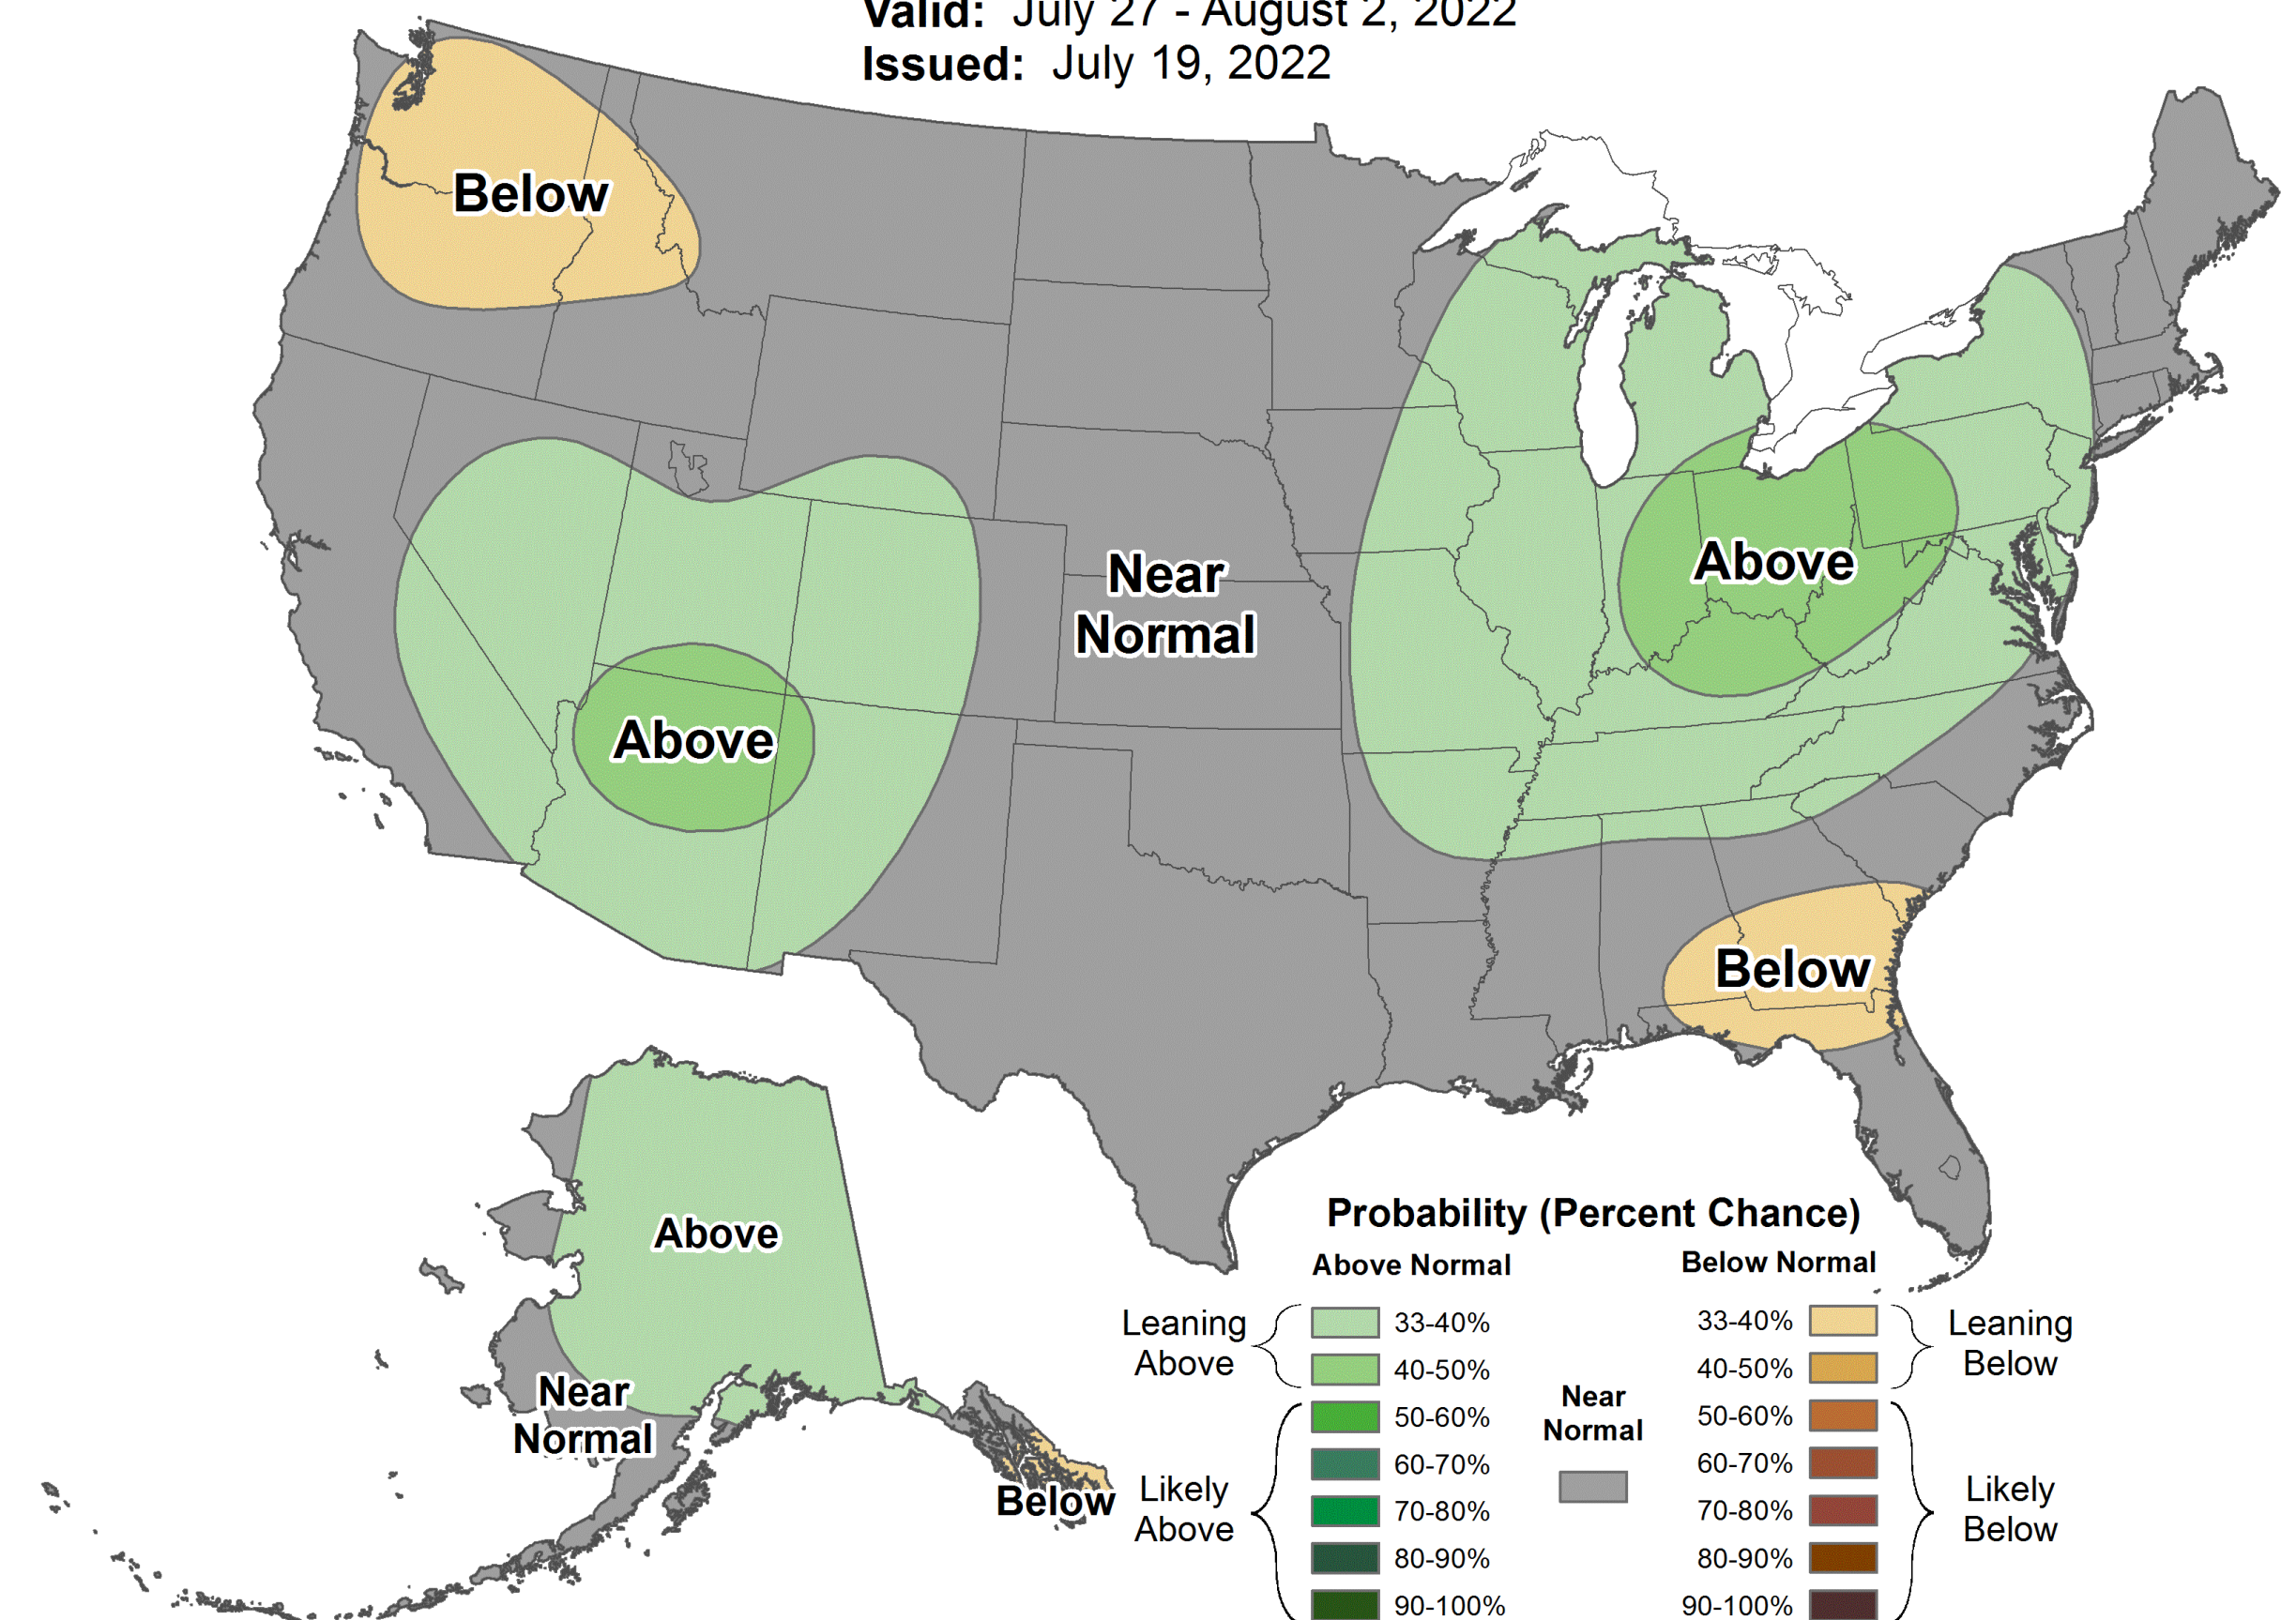 Valid: July 27 - August 2, 2022
Issued: July 19, 2022
Below
Near
Normal
Above
Above
Below
Above
Near
Normal
Below
Probability (Percent Chance)
Above Normal
Below Normal
Leaning
Above
33-40%
40-50%
50-60%
60-70%
70-80%
80-90%
90-100%
Likely
Above
Near
Normal
33-40%
40-50%
50-60%
60-70%
70-80%
80-90%
90-100%
Leaning
Below
Likely
Below